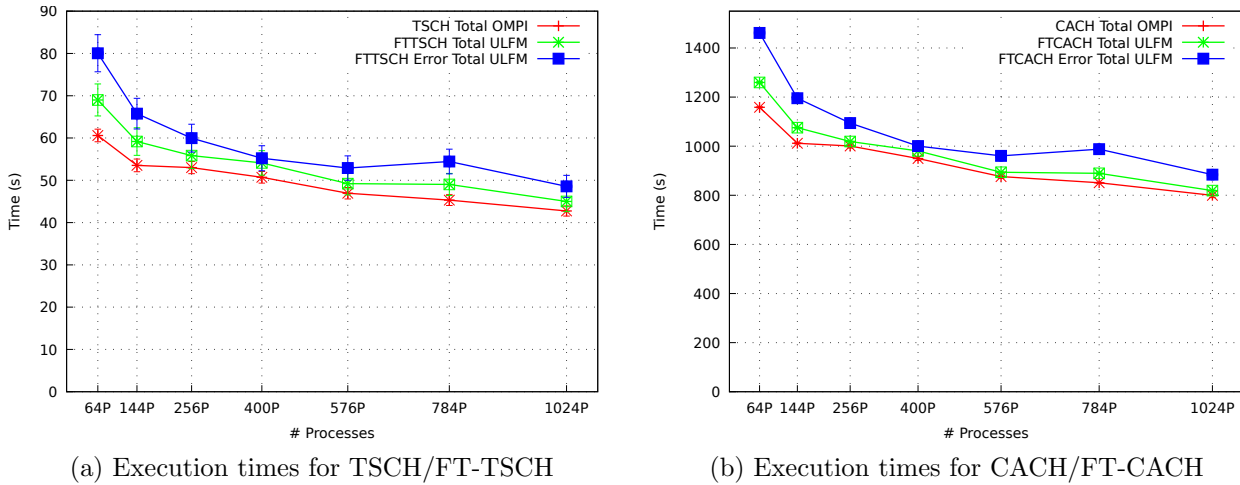 90
80
70
60
50
40
30
20
10
0
Time (s)
TSCH Total OMPI
FTTSCH Total ULFM
FTTSCH Error Total ULFM
64P 144P 256P 400P 576P 784P 1024P
# Processes
(a) Execution times for TSCH/FT-TSCH
1400
1200
1000
800
600
400
200
0
Time (s)
CACH Total OMPI
FTCACH Total ULFM
FTCACH Error Total ULFM
64P 144P 256P 400P 576P 784P 1024P
# Processes
(b) Execution times for CACH/FT-CACH